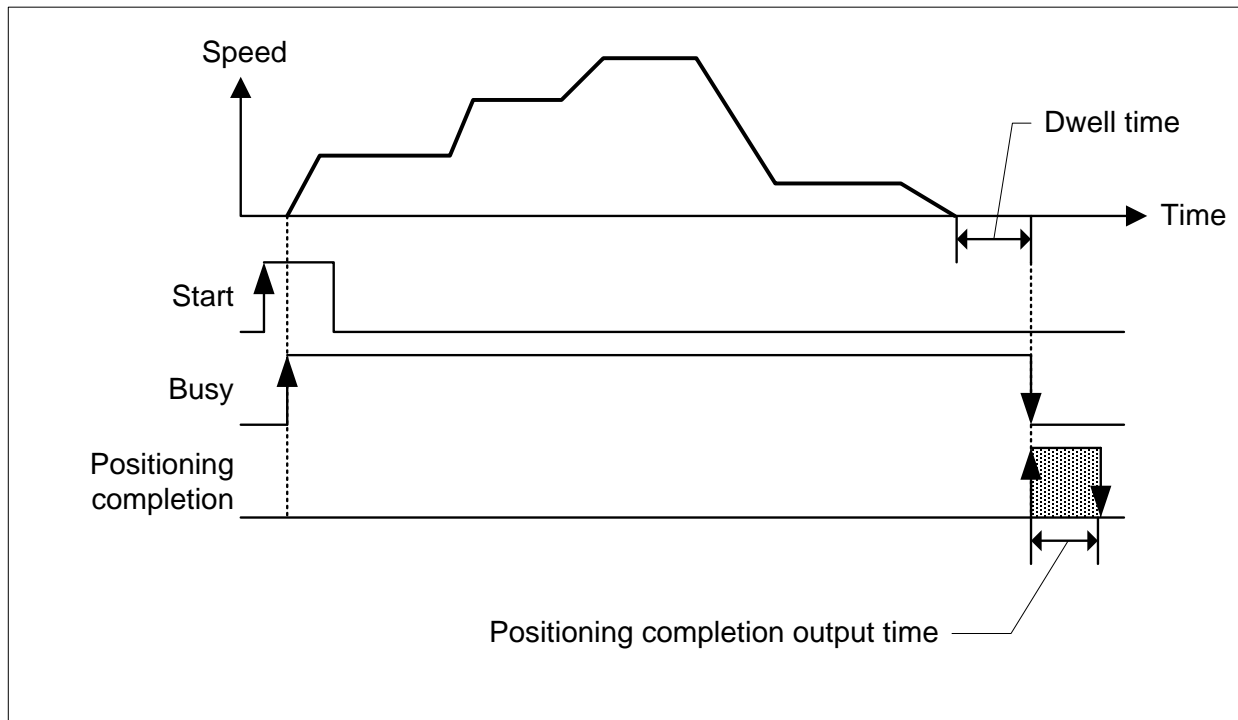 Speed
Dwell time
Time
Start
Busy
Positioning
completion
Positioning completion output time